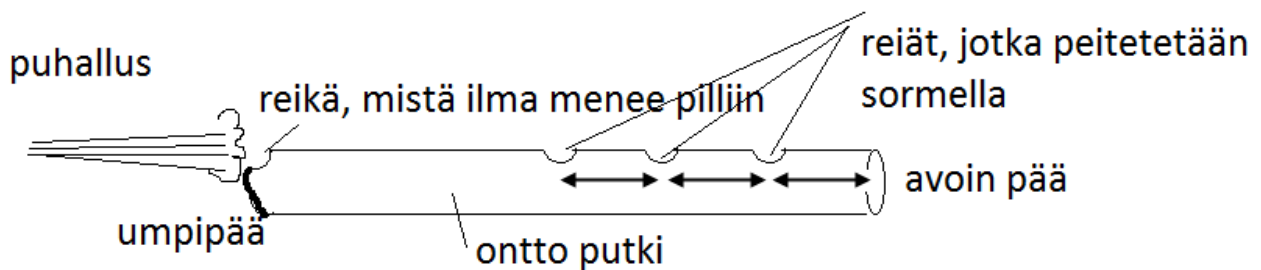 puhallus
reikä, mistä ilma menee pilliin
reiät, jotka peitetetään
sormella
avoin pää
umpipää
ontto putki